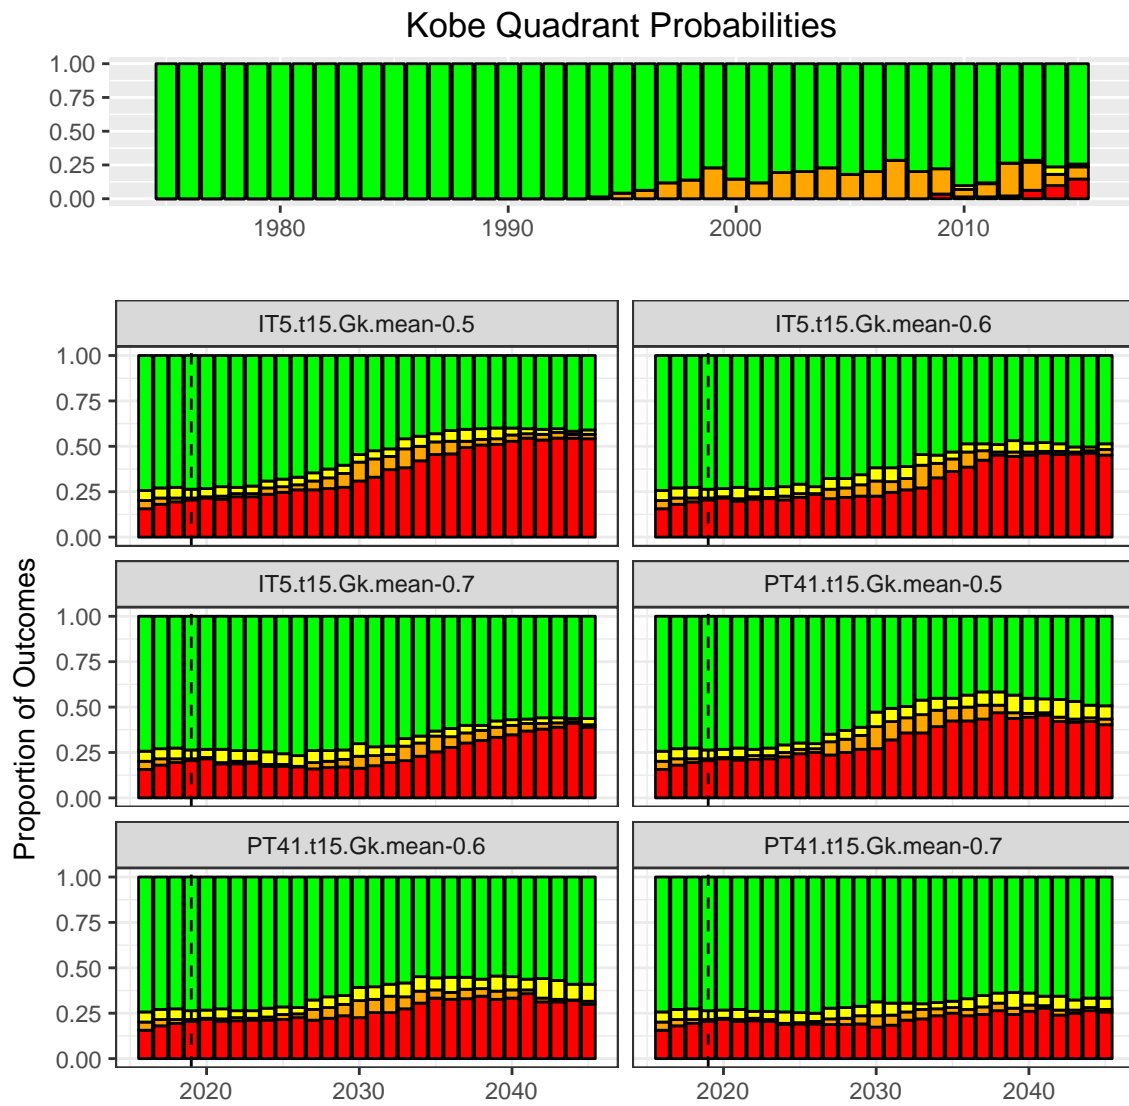 Kobe Quadrant Probabilities
1.00
0.75
0.50
0.25
0.00
1980 1990 2000 2010
Proportion of Outcomes
IT5.t15.Gk.mean-0.5 IT5.t15.Gk.mean-0.6
1.00
0.75
0.50
0.25
0.00
IT5.t15.Gk.mean-0.7 PT41.t15.Gk.mean-0.5
1.00
0.75
0.50
0.25
0.00
PT41.t15.Gk.mean-0.6 PT41.t15.Gk.mean-0.7
1.00
0.75
0.50
0.25
0.00
2020 2030 2040 2020 2030 2040